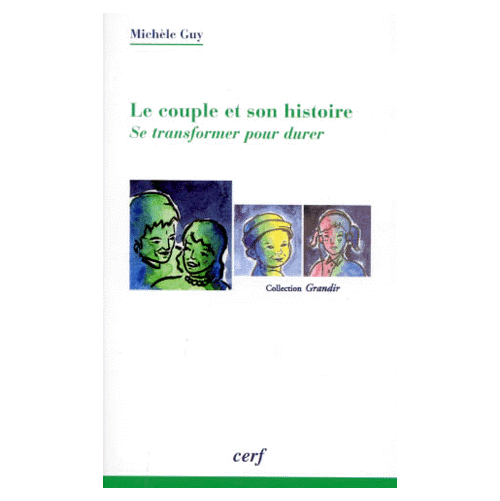 Michèle Guy
Le couple et son histoire
Se transformer pour durer
Collection Grandir
cerf